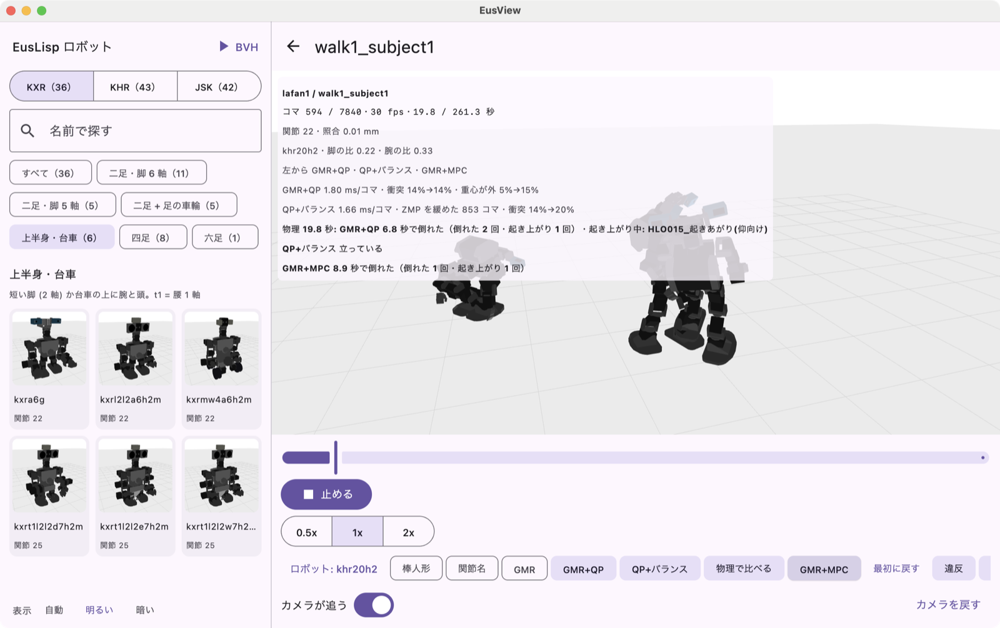 EusView
EusLisp ロボット
BVH
KXR（36）
KHR（43）
JSK（42）
名前で探す
すべて（36）
二足・脚 6 軸（11）
二足・脚 5 軸（5）
二足 + 足の車輪（5）
上半身・台車（6）
四足（8）
六足（1）
上半身・台車
短い脚 (2 軸) か台車の上に腕と頭。t1 = 腰 1 軸
kxra6g
関節 22
kxrl2l2a6h2m
関節 22
kxrmw4a6h2m
関節 22
kxrt1l2l2d7h2m
関節 25
kxrt1l2l2e7h2m
関節 25
kxrt1l2l2w7h2...
関節 25
表示
自動
明るい
暗い
walk1_subject1
lafan1 / walk1_subject1
コマ 594 / 7840・30 fps・19.8 / 261.3 秒
関節 22・照合 0.01 mm
khr20h2・脚の比 0.22・腕の比 0.33
左から GMR+QP・QP+バランス・GMR+MPC
GMR+QP 1.80 ms/コマ・衝突 14%→14%・重心が外 5%→15%
QP+バランス 1.66 ms/コマ・ZMP を緩めた 853 コマ・衝突 14%→20%
物理 19.8 秒: GMR+QP 6.8 秒で倒れた（倒れた 2 回・起き上がり 1 回）・起き上がり中: HLO015_起きあがり(仰向け)
QP+バランス 立っている
GMR+MPC 8.9 秒で倒れた（倒れた 1 回・起き上がり 1 回）
止める
0.5x
1x
2x
ロボット: khr20h2
棒人形
関節名
GMR
GMR+QP
QP+バランス
物理で比べる
GMR+MPC
最初に戻す
違反
カメラが追う
カメラを戻す